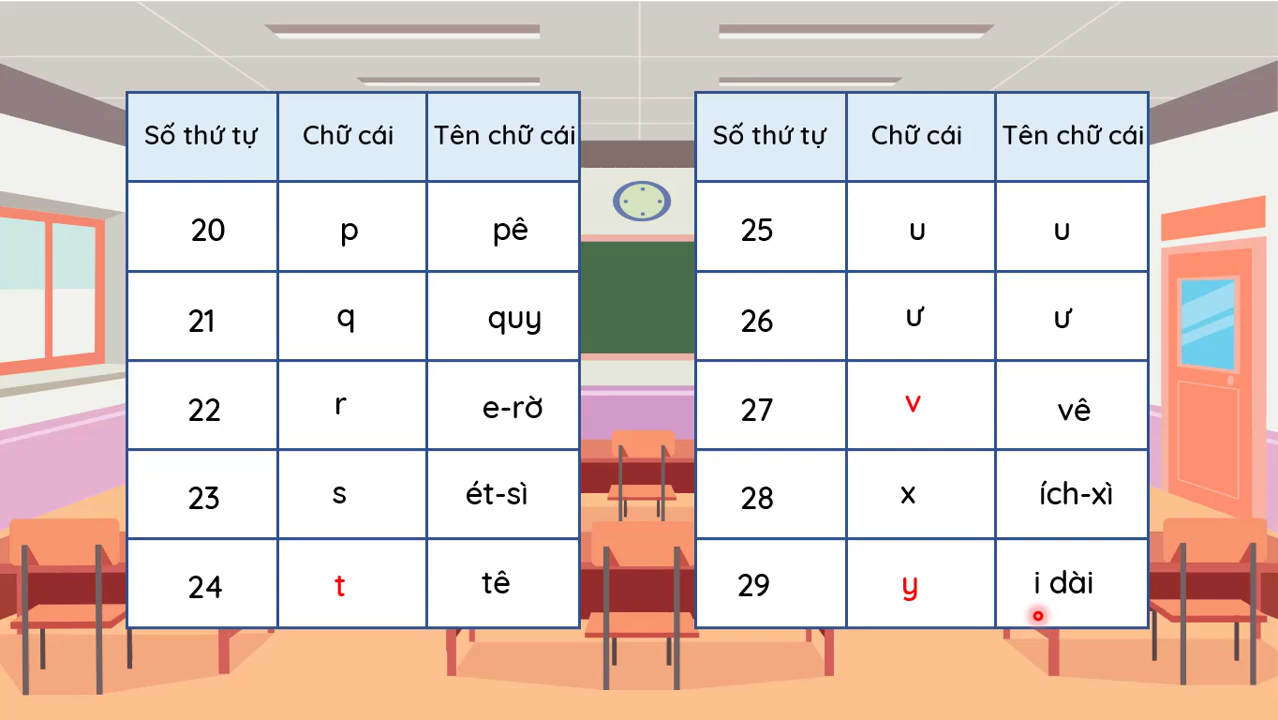 Số thứ tự Chữ cái Tên chữ cái
20 p pê
21 q quy
22 r e-rờ
23 s ét-sì
24 t tê
Số thứ tự Chữ cái Tên chữ cái
25 u u
26 ư ư
27 v vê
28 x ích-xì
29 y i dài